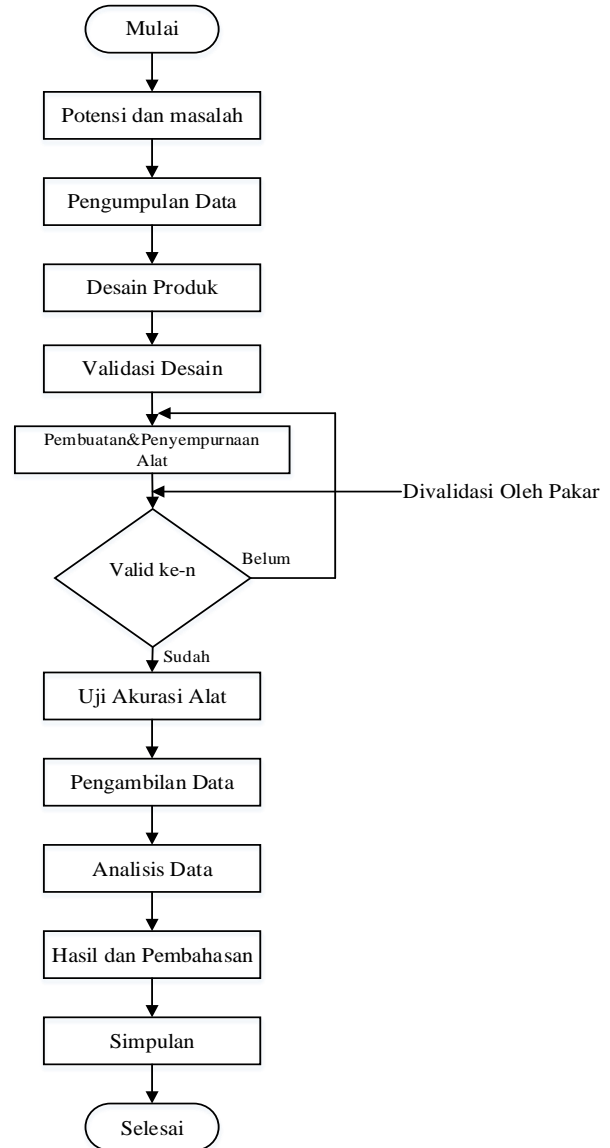 Mulai
Potensi dan masalah
Pengumpulan Data
Desain Produk
Validasi Desain
Pembuatan&Penyempurnaan
Alat
Divalidasi Oleh Pakar
Valid ke-n
Belum
Sudah
Uji Akurasi Alat
Pengambilan Data
Analisis Data
Hasil dan Pembahasan
Simpulan
Selesai